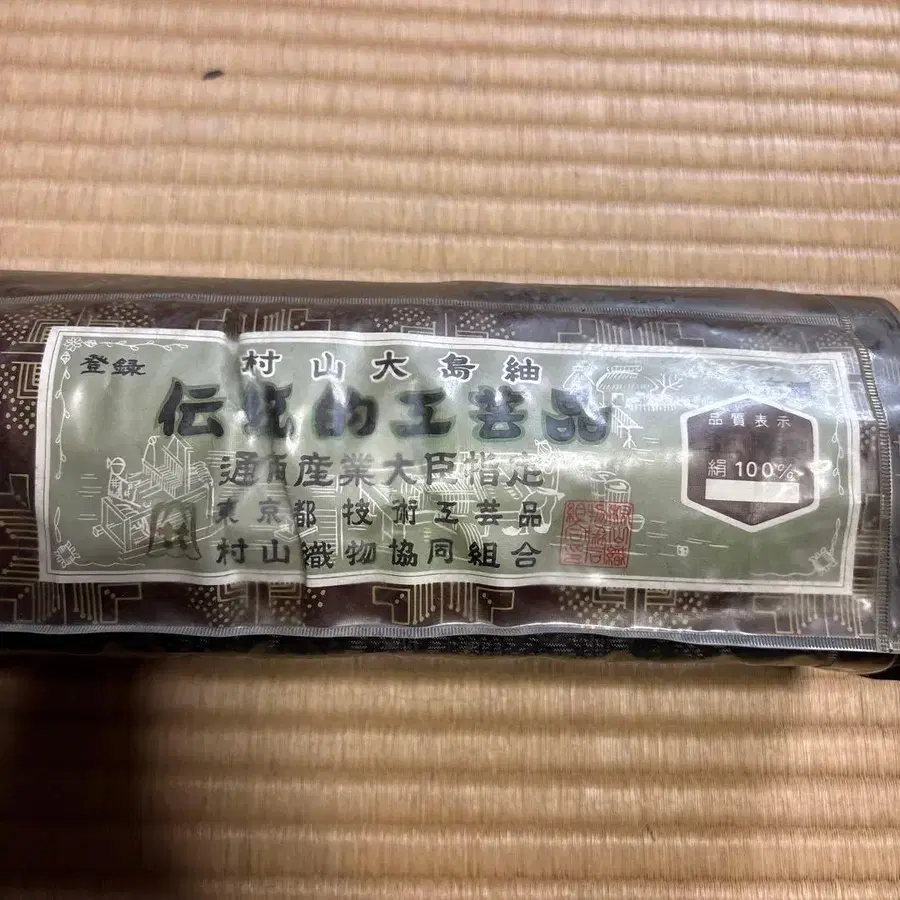 登録
村山大島紬
伝統的工芸品
通商産業大臣指定
東京都技術工芸品
村山織物協同組合
品質表示
絹100%